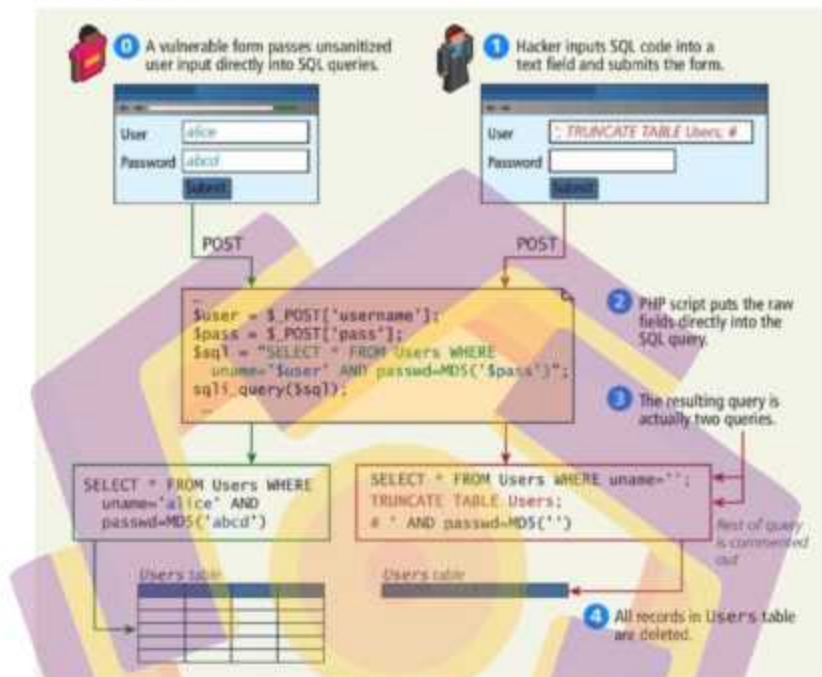 0 A vulnerable form passes unsanitized
user input directly into SQL queries.
1 Hacker inputs SQL code into a
text field and submits the form.
User alice
Password abcd
Submit
User '; TRUNCATE TABLE Users; #
Password
Submit
POST
POST
…
$user = $_POST['username'];
$pass = $_POST['pass'];
$sql = "SELECT * FROM Users WHERE
uname='$user' AND passwd=MD5('$pass')";
sqli_query($sql);
…
2 PHP script puts the raw
fields directly into the
SQL query.
3 The resulting query is
actually two queries.
SELECT * FROM Users WHERE
uname='alice' AND
passwd=MD5('abcd')
SELECT * FROM Users WHERE uname='';
TRUNCATE TABLE Users;
# ' AND passwd=MD5('')
Rest of query
is commented
out
Users table
Users table
4 All records in Users table
are deleted.